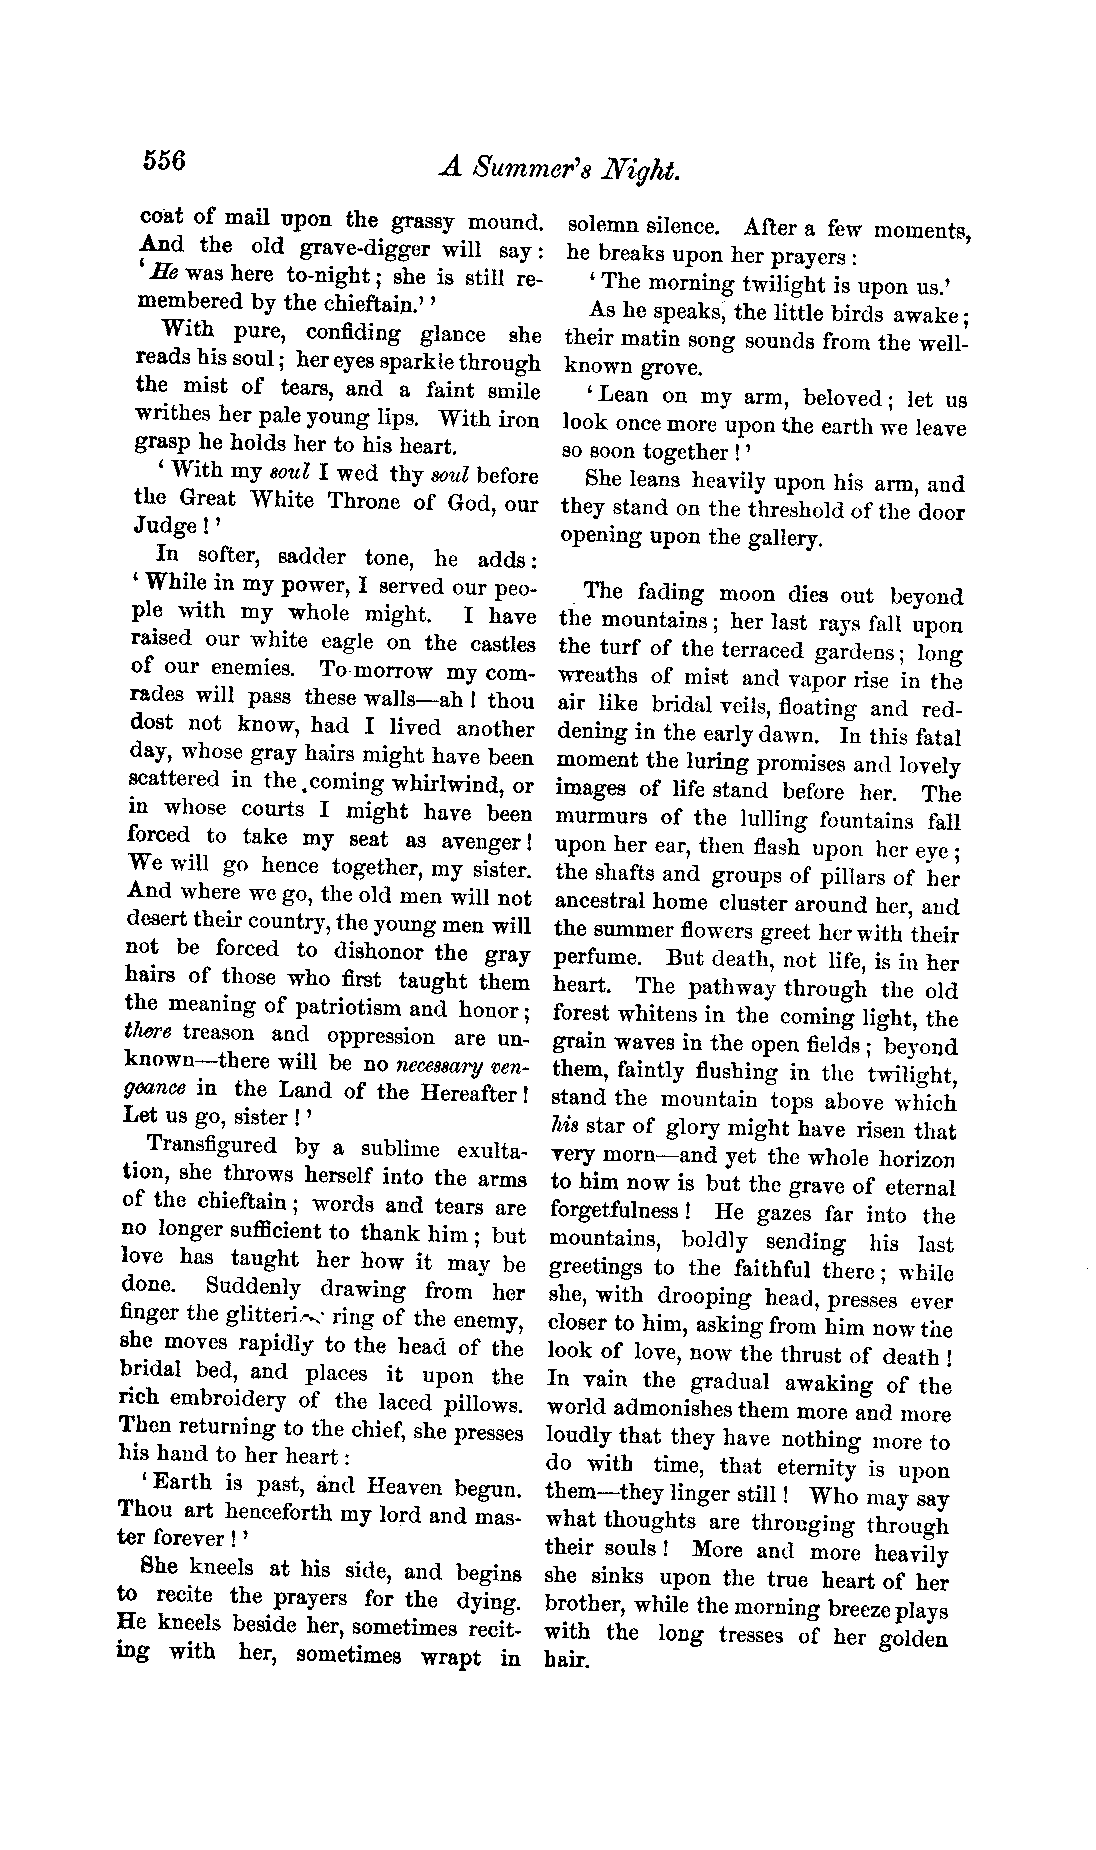 556
A Summer's Night.
coat of mail upon the grassy mound.
And the old grave-digger will say:
'He was here to-night; she is still re-
membered by the chieftain.' '
With pure, confiding glance she
reads his soul; her eyes sparkle through
the mist of tears, and a faint smile
writhes her pale young lips. With iron
grasp he holds her to his heart.
'With my soul I wed thy soul before
the Great White Throne of God, our
Judge!'
In softer, sadder tone, he adds:
'While in my power, I served our peo-
ple with my whole might. I have
raised our white eagle on the castles
of our enemies. To-morrow my com-
rades will pass these walls—ah! thou
dost not know, had I lived another
day, whose gray hairs might have been
scattered in the coming whirlwind, or
in whose courts I might have been
forced to take my seat as avenger!
We will go hence together, my sister.
And where we go, the old men will not
desert their country, the young men will
not be forced to dishonor the gray
hairs of those who first taught them
the meaning of patriotism and honor;
there treason and oppression are un-
known—there will be no necessary ven-
geance in the Land of the Hereafter!
Let us go, sister!'
Transfigured by a sublime exulta-
tion, she throws herself into the arms
of the chieftain; words and tears are
no longer sufficient to thank him; but
love has taught her how it may be
done. Suddenly drawing from her
finger the glittering ring of the enemy,
she moves rapidly to the head of the
bridal bed, and places it upon the
rich embroidery of the laced pillows.
Then returning to the chief, she presses
his hand to her heart:
'Earth is past, and Heaven begun.
Thou art henceforth my lord and mas-
ter forever!'
She kneels at his side, and begins
to recite the prayers for the dying.
He kneels beside her, sometimes recit-
ing with her, sometimes wrapt in
solemn silence. After a few moments,
he breaks upon her prayers:
'The morning twilight is upon us.'
As he speaks, the little birds awake;
their matin song sounds from the well-
known grove.
'Lean on my arm, beloved; let us
look once more upon the earth we leave
so soon together!'
She leans heavily upon his arm, and
they stand on the threshold of the door
opening upon the gallery.
The fading moon dies out beyond
the mountains; her last rays fall upon
the turf of the terraced gardens; long
wreaths of mist and vapor rise in the
air like bridal veils, floating and red-
dening in the early dawn. In this fatal
moment the luring promises and lovely
images of life stand before her. The
murmurs of the lulling fountains fall
upon her ear, then flash upon her eye;
the shafts and groups of pillars of her
ancestral home cluster around her, and
the summer flowers greet her with their
perfume. But death, not life, is in her
heart. The pathway through the old
forest whitens in the coming light, the
grain waves in the open fields; beyond
them, faintly flushing in the twilight,
stand the mountain tops above which
his star of glory might have risen that
very morn—and yet the whole horizon
to him now is but the grave of eternal
forgetfulness! He gazes far into the
mountains, boldly sending his last
greetings to the faithful there; while
she, with drooping head, presses ever
closer to him, asking from him now the
look of love, now the thrust of death!
In vain the gradual awaking of the
world admonishes them more and more
loudly that they have nothing more to
do with time, that eternity is upon
them—they linger still! Who may say
what thoughts are thronging through
their souls! More and more heavily
she sinks upon the true heart of her
brother, while the morning breeze plays
with the long tresses of her golden
hair.